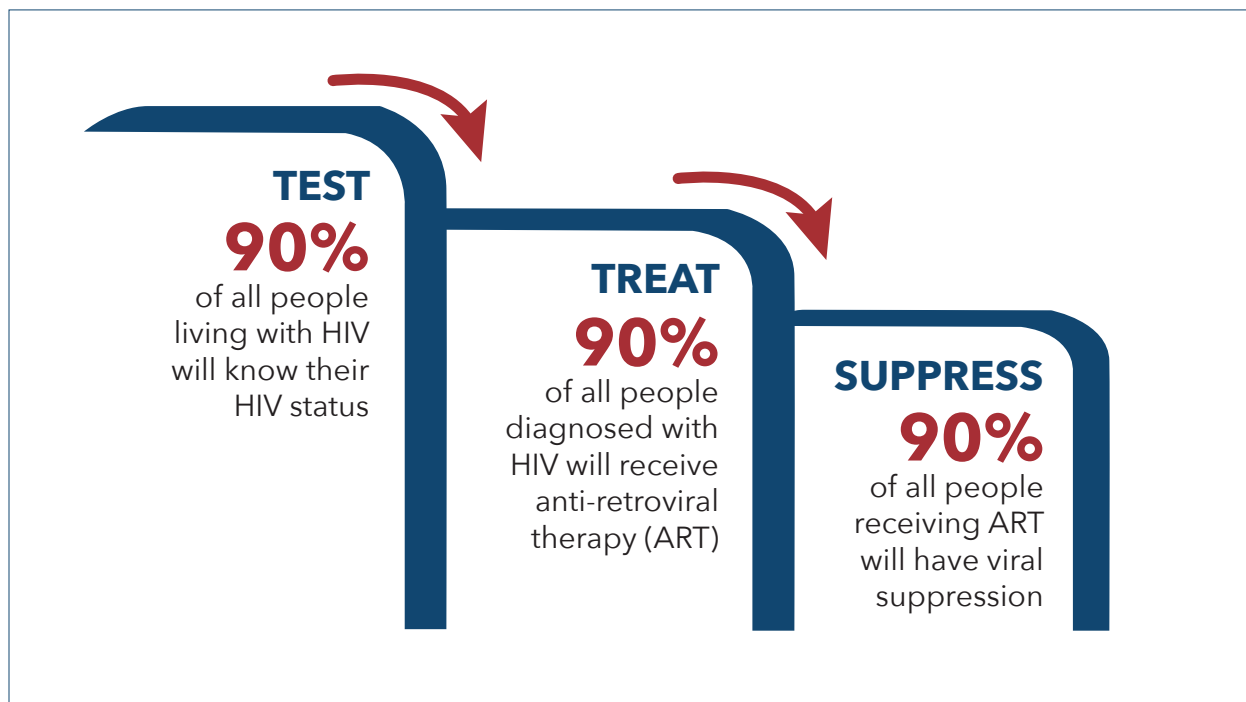 TEST
90%
of all people
living with HIV
will know their
HIV status
TREAT
90%
of all people
diagnosed with
HIV will receive
anti-retroviral
therapy (ART)
SUPPRESS
90%
of all people
receiving ART
will have viral
suppression